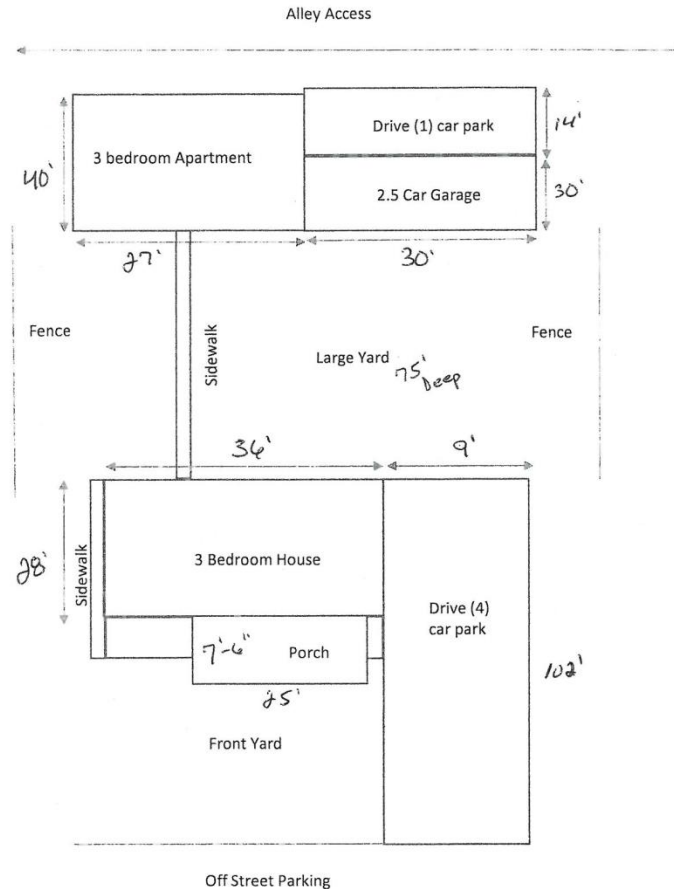 Alley Access
Drive (1) car park
14'
3 bedroom Apartment
40'
2.5 Car Garage
30'
27'
30'
Fence
Sidewalk
Large Yard
75'
Deep
Fence
36'
9'
28'
Sidewalk
3 Bedroom House
Drive (4)
car park
7'-6"
Porch
102'
25'
Front Yard
Off Street Parking